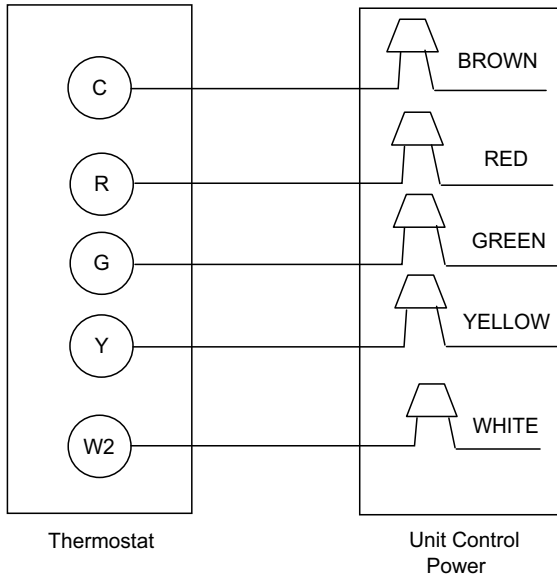 C
BROWN
R
RED
G
GREEN
Y
YELLOW
W2
WHITE
Thermostat
Unit Control
Power